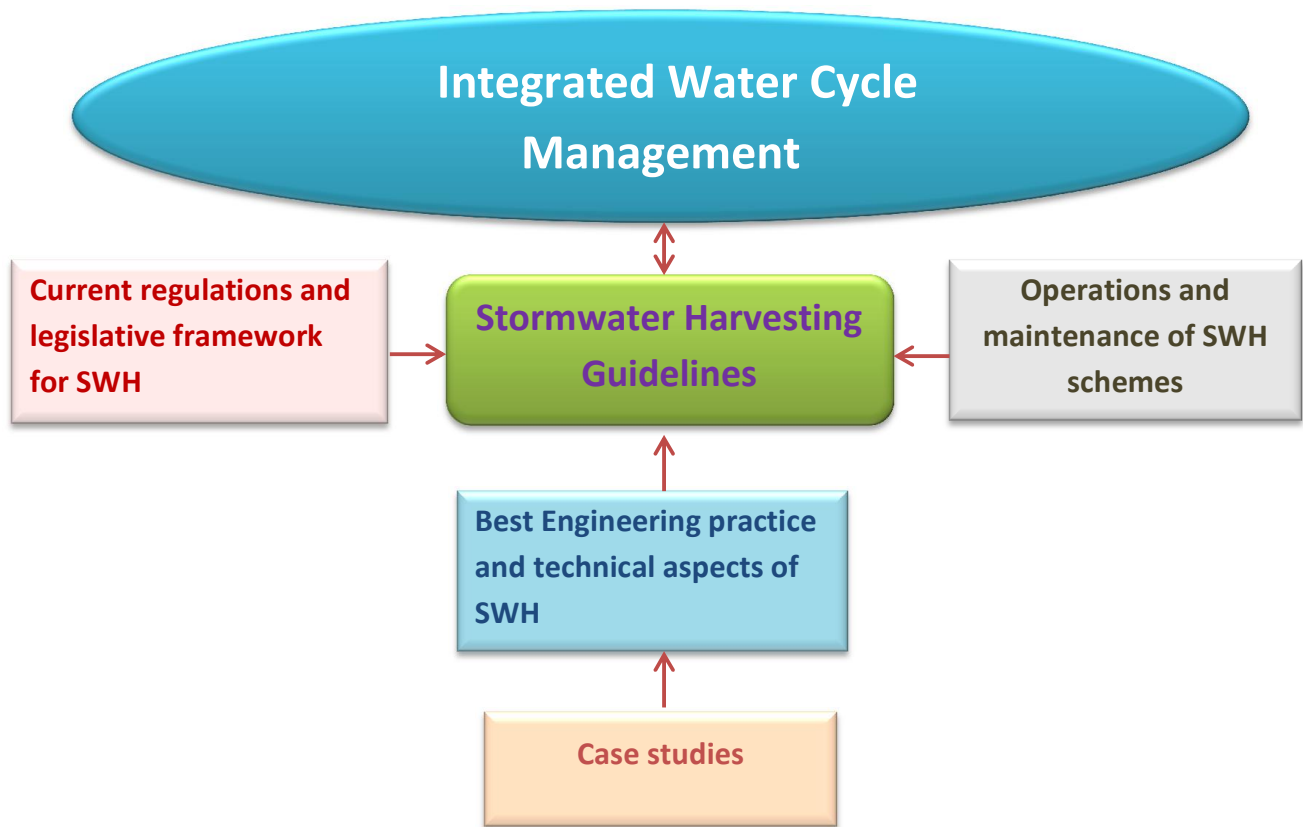 Integrated Water Cycle
Management
Current regulations and
legislative framework
for SWH
Stormwater Harvesting
Guidelines
Operations and
maintenance of SWH
schemes
Best Engineering practice
and technical aspects of
SWH
Case studies